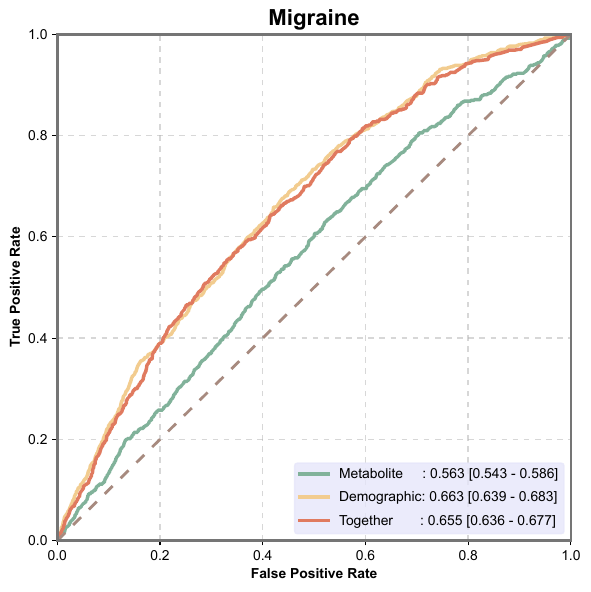 Migraine
1.0
0.8
0.6
0.4
0.2
0.0
True Positive Rate
Metabolite : 0.563 [0.543 - 0.586]
Demographic: 0.663 [0.639 - 0.683]
Together : 0.655 [0.636 - 0.677]
0.0 0.2 0.4 0.6 0.8 1.0
False Positive Rate